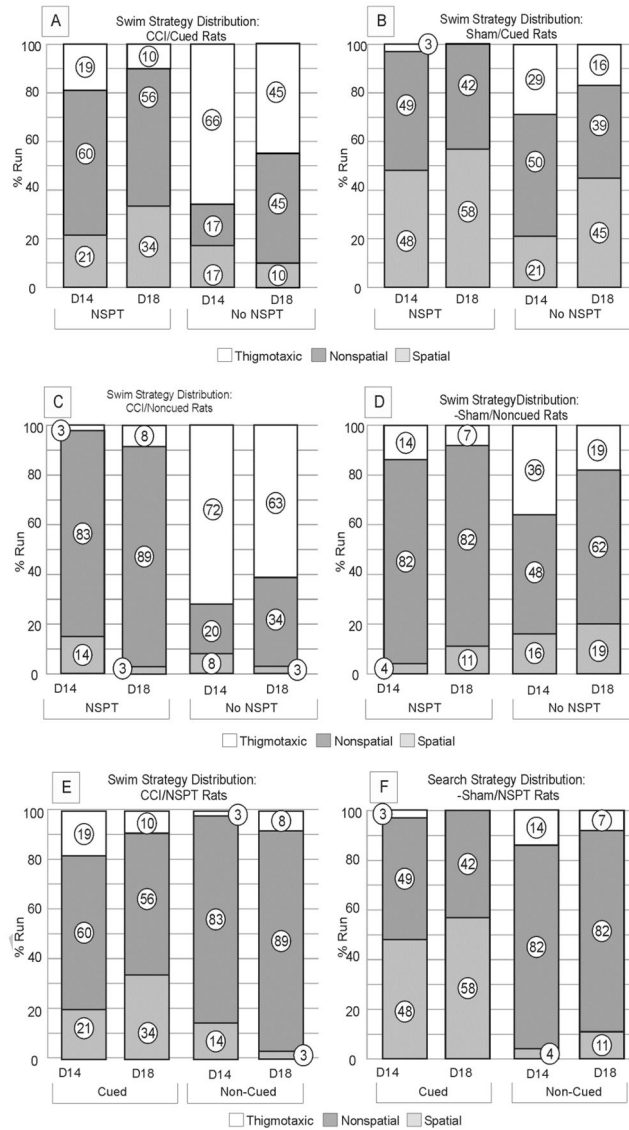 A
Swim Strategy Distribution:
CCI/Cued Rats
% Run
100
80
60
40
20
0
19
60
21
10
56
34
66
17
17
45
45
10
D14
D18
D14
D18
NSPT
No NSPT
B
Swim Strategy Distribution:
Sham/Cued Rats
% Run
100
80
60
40
20
0
3
49
48
42
58
29
50
21
16
39
45
D14
D18
D14
D18
NSPT
No NSPT
Thigmotaxic
Nonspatial
Spatial
C
Swim Strategy Distribution:
CCI/Noncued Rats
% Run
100
80
60
40
20
0
3
83
14
8
89
3
72
20
8
63
34
3
D14
D18
D14
D18
NSPT
No NSPT
D
Swim StrategyDistribution:
-Sham/Noncued Rats
% Run
100
80
60
40
20
0
14
82
4
7
82
11
36
48
16
19
62
19
D14
D18
D14
D18
NSPT
No NSPT
Thigmotaxic
Nonspatial
Spatial
E
Swim Strategy Distribution:
CCI/NSPT Rats
% Run
100
80
60
40
20
0
19
60
21
10
56
34
3
83
14
8
89
3
D14
D18
D14
D18
Cued
Non-Cued
F
Search Strategy Distribution:
-Sham/NSPT Rats
% Run
100
80
60
40
20
0
3
49
48
42
58
14
82
4
7
82
11
D14
D18
D14
D18
Cued
Non-Cued
Thigmotaxic
Nonspatial
Spatial